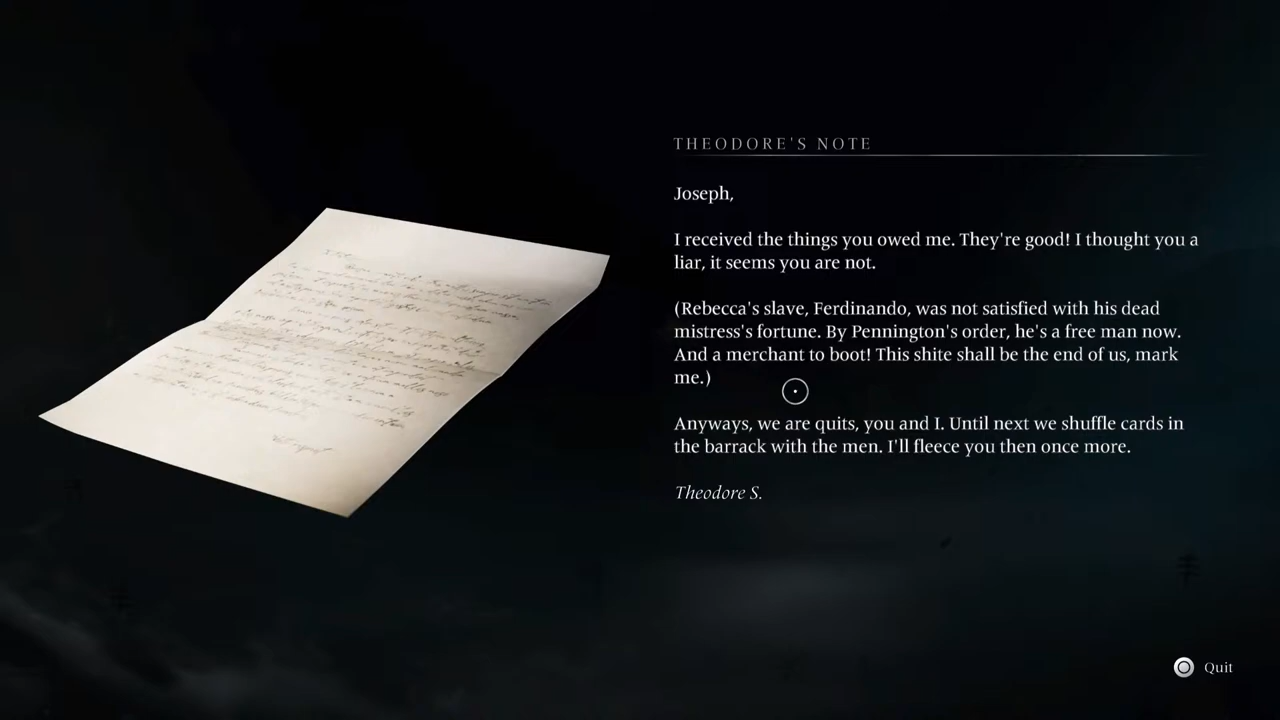 THEODORE'S NOTE
Joseph,
I received the things you owed me. They're good! I thought you a
liar, it seems you are not.
(Rebecca's slave, Ferdinando, was not satisfied with his dead
mistress's fortune. By Pennington's order, he's a free man now.
And a merchant to boot! This shite shall be the end of us, mark
me.)
Anyways, we are quits, you and I. Until next we shuffle cards in
the barrack with the men. I'll fleece you then once more.
Theodore S.
Quit